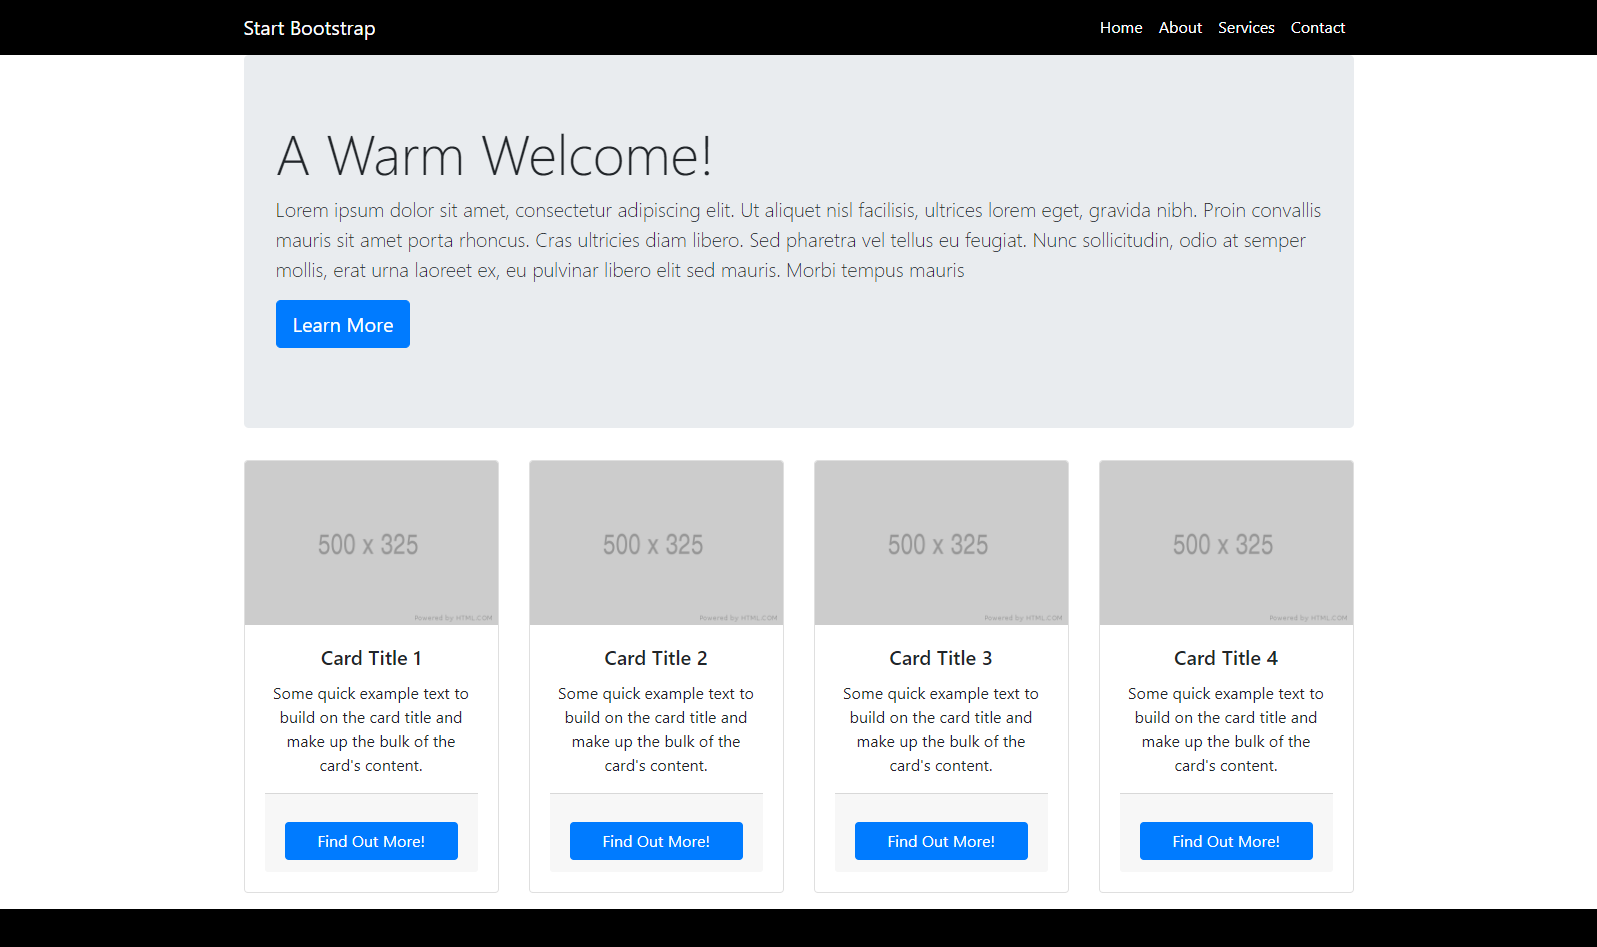 Start Bootstrap
Home About Services Contact
A Warm Welcome!
Lorem ipsum dolor sit amet, consectetur adipiscing elit. Ut aliquet nisl facilisis, ultrices lorem eget, gravida nibh. Proin convallis
mauris sit amet porta rhoncus. Cras ultricies diam libero. Sed pharetra vel tellus eu feugiat. Nunc sollicitudin, odio at semper
mollis, erat urna laoreet ex, eu pulvinar libero elit sed mauris. Morbi tempus mauris
Learn More
500 x 325
Powered by HTML.COM
Card Title 1
Some quick example text to
build on the card title and
make up the bulk of the
card's content.
Find Out More!
500 x 325
Powered by HTML.COM
Card Title 2
Some quick example text to
build on the card title and
make up the bulk of the
card's content.
Find Out More!
500 x 325
Powered by HTML.COM
Card Title 3
Some quick example text to
build on the card title and
make up the bulk of the
card's content.
Find Out More!
500 x 325
Powered by HTML.COM
Card Title 4
Some quick example text to
build on the card title and
make up the bulk of the
card's content.
Find Out More!